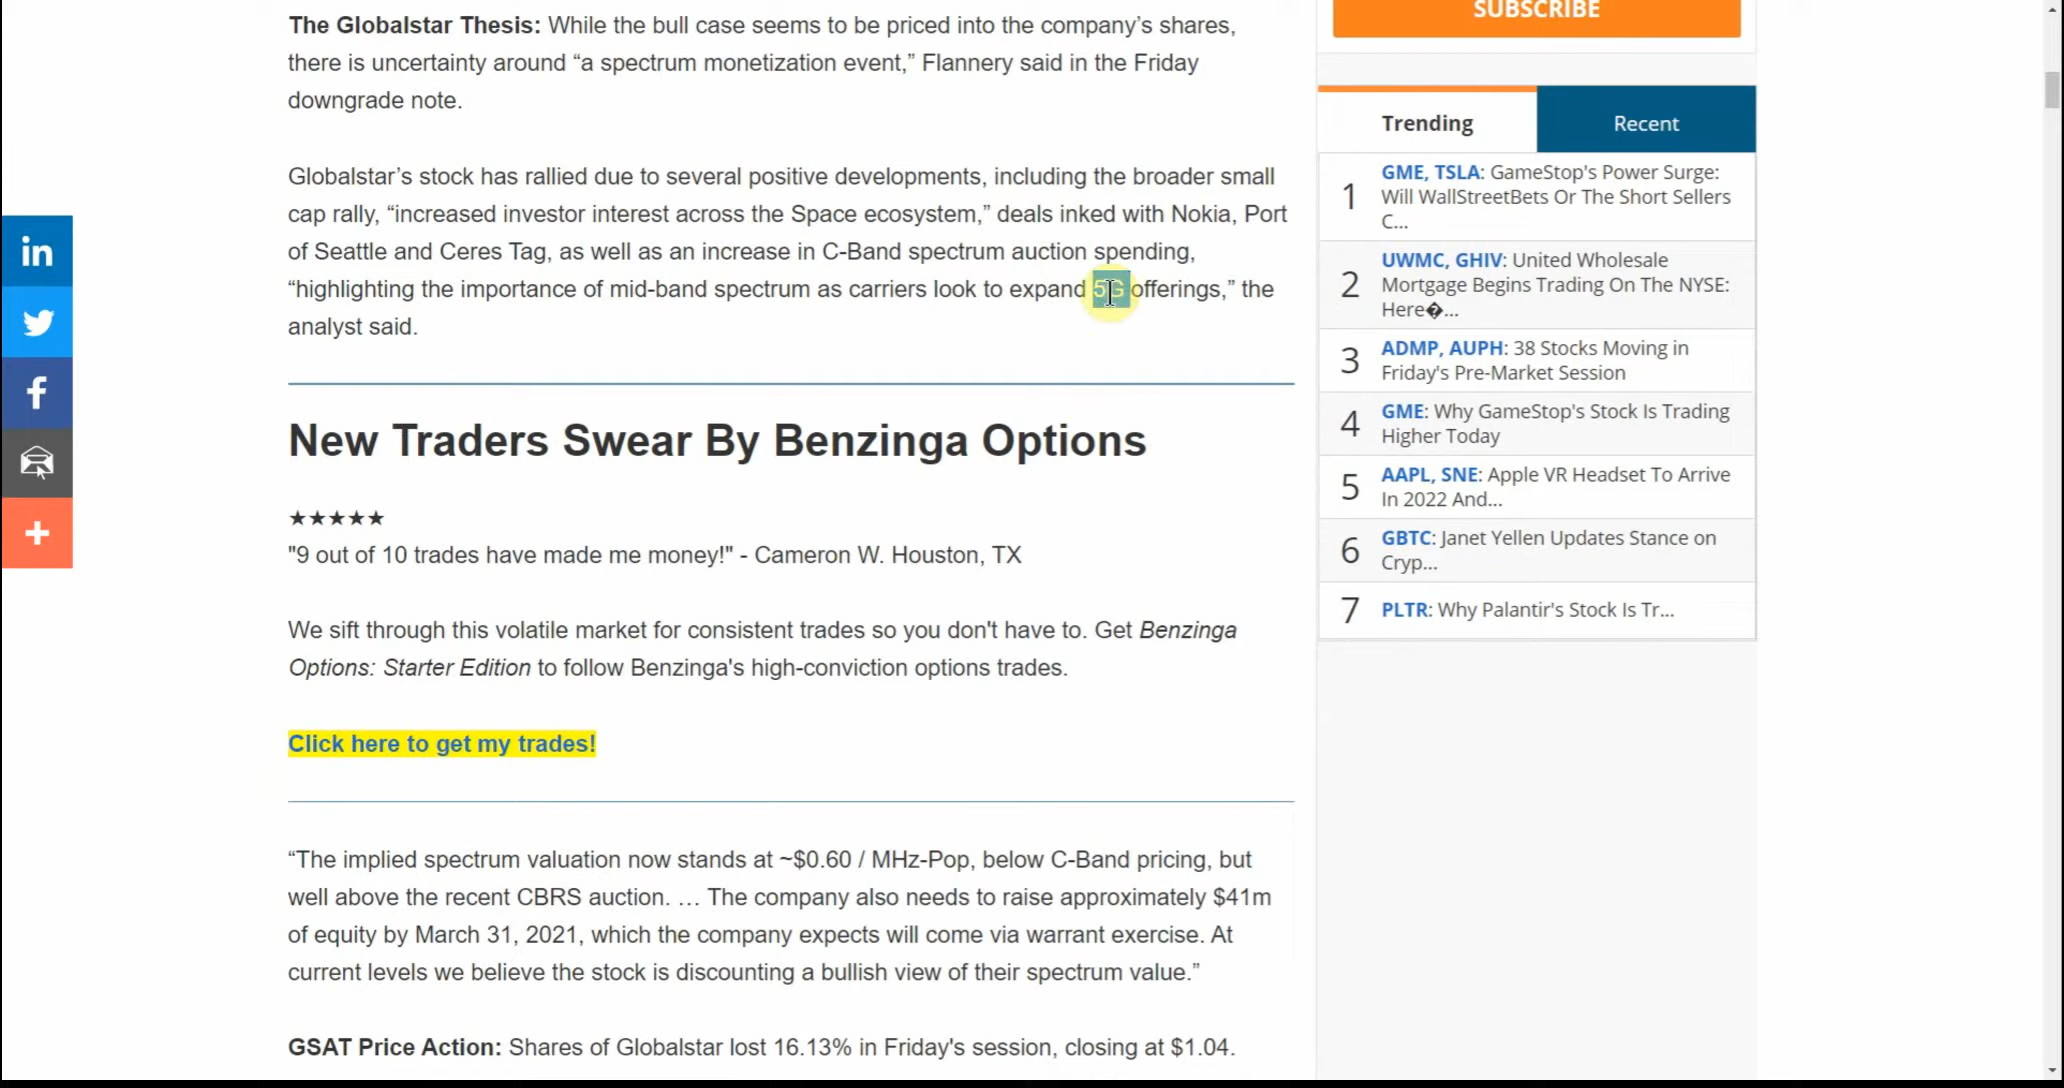 The Globalstar Thesis: While the bull case seems to be priced into the company’s shares,
there is uncertainty around “a spectrum monetization event,” Flannery said in the Friday
downgrade note.
Globalstar’s stock has rallied due to several positive developments, including the broader small
cap rally, “increased investor interest across the Space ecosystem,” deals inked with Nokia, Port
of Seattle and Ceres Tag, as well as an increase in C-Band spectrum auction spending,
“highlighting the importance of mid-band spectrum as carriers look to expand 5G offerings,” the
analyst said.
New Traders Swear By Benzinga Options
★★★★★
"9 out of 10 trades have made me money!" - Cameron W. Houston, TX
We sift through this volatile market for consistent trades so you don't have to. Get Benzinga
Options: Starter Edition to follow Benzinga's high-conviction options trades.
Click here to get my trades!
“The implied spectrum valuation now stands at ~$0.60 / MHz-Pop, below C-Band pricing, but
well above the recent CBRS auction. … The company also needs to raise approximately $41m
of equity by March 31, 2021, which the company expects will come via warrant exercise. At
current levels we believe the stock is discounting a bullish view of their spectrum value.”
GSAT Price Action: Shares of Globalstar lost 16.13% in Friday's session, closing at $1.04.
SUBSCRIBE
Trending
Recent
1
GME, TSLA: GameStop's Power Surge:
Will WallStreetBets Or The Short Sellers
C...
2
UWMC, GHIV: United Wholesale
Mortgage Begins Trading On The NYSE:
Here�...
3
ADMP, AUPH: 38 Stocks Moving in
Friday's Pre-Market Session
4
GME: Why GameStop's Stock Is Trading
Higher Today
5
AAPL, SNE: Apple VR Headset To Arrive
In 2022 And...
6
GBTC: Janet Yellen Updates Stance on
Cryp...
7
PLTR: Why Palantir's Stock Is Tr...
in
f
+